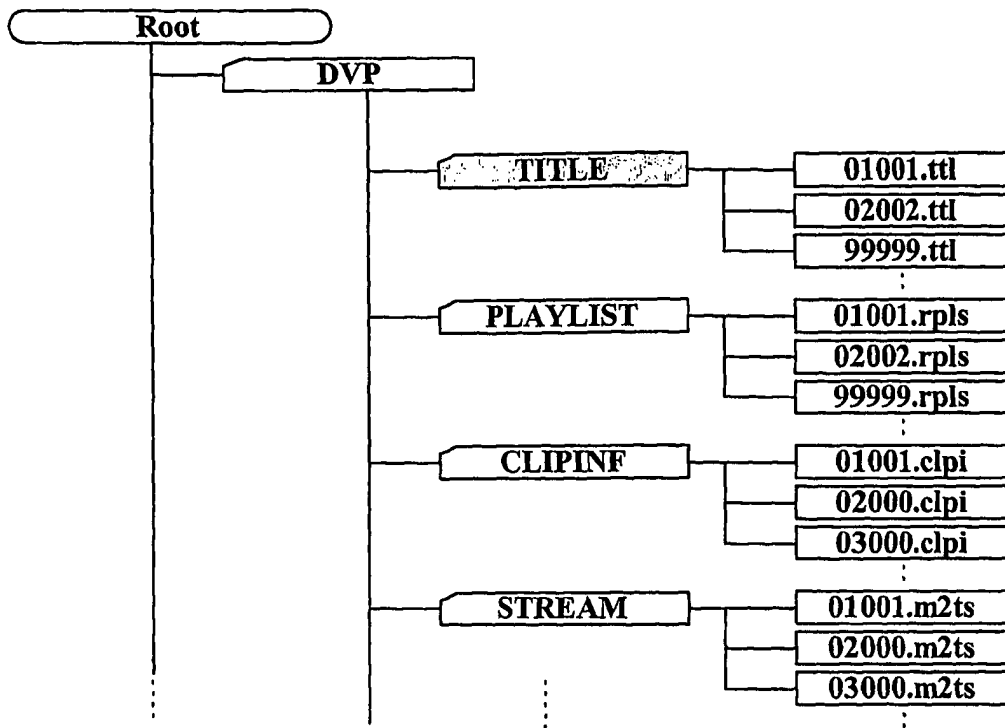 Root
DVP
TITLE
01001.ttl
02002.ttl
99999.ttl
PLAYLIST
01001.rpls
02002.rpls
99999.rpls
CLIPINF
01001.clpi
02000.clpi
03000.clpi
STREAM
01001.m2ts
02000.m2ts
03000.m2ts